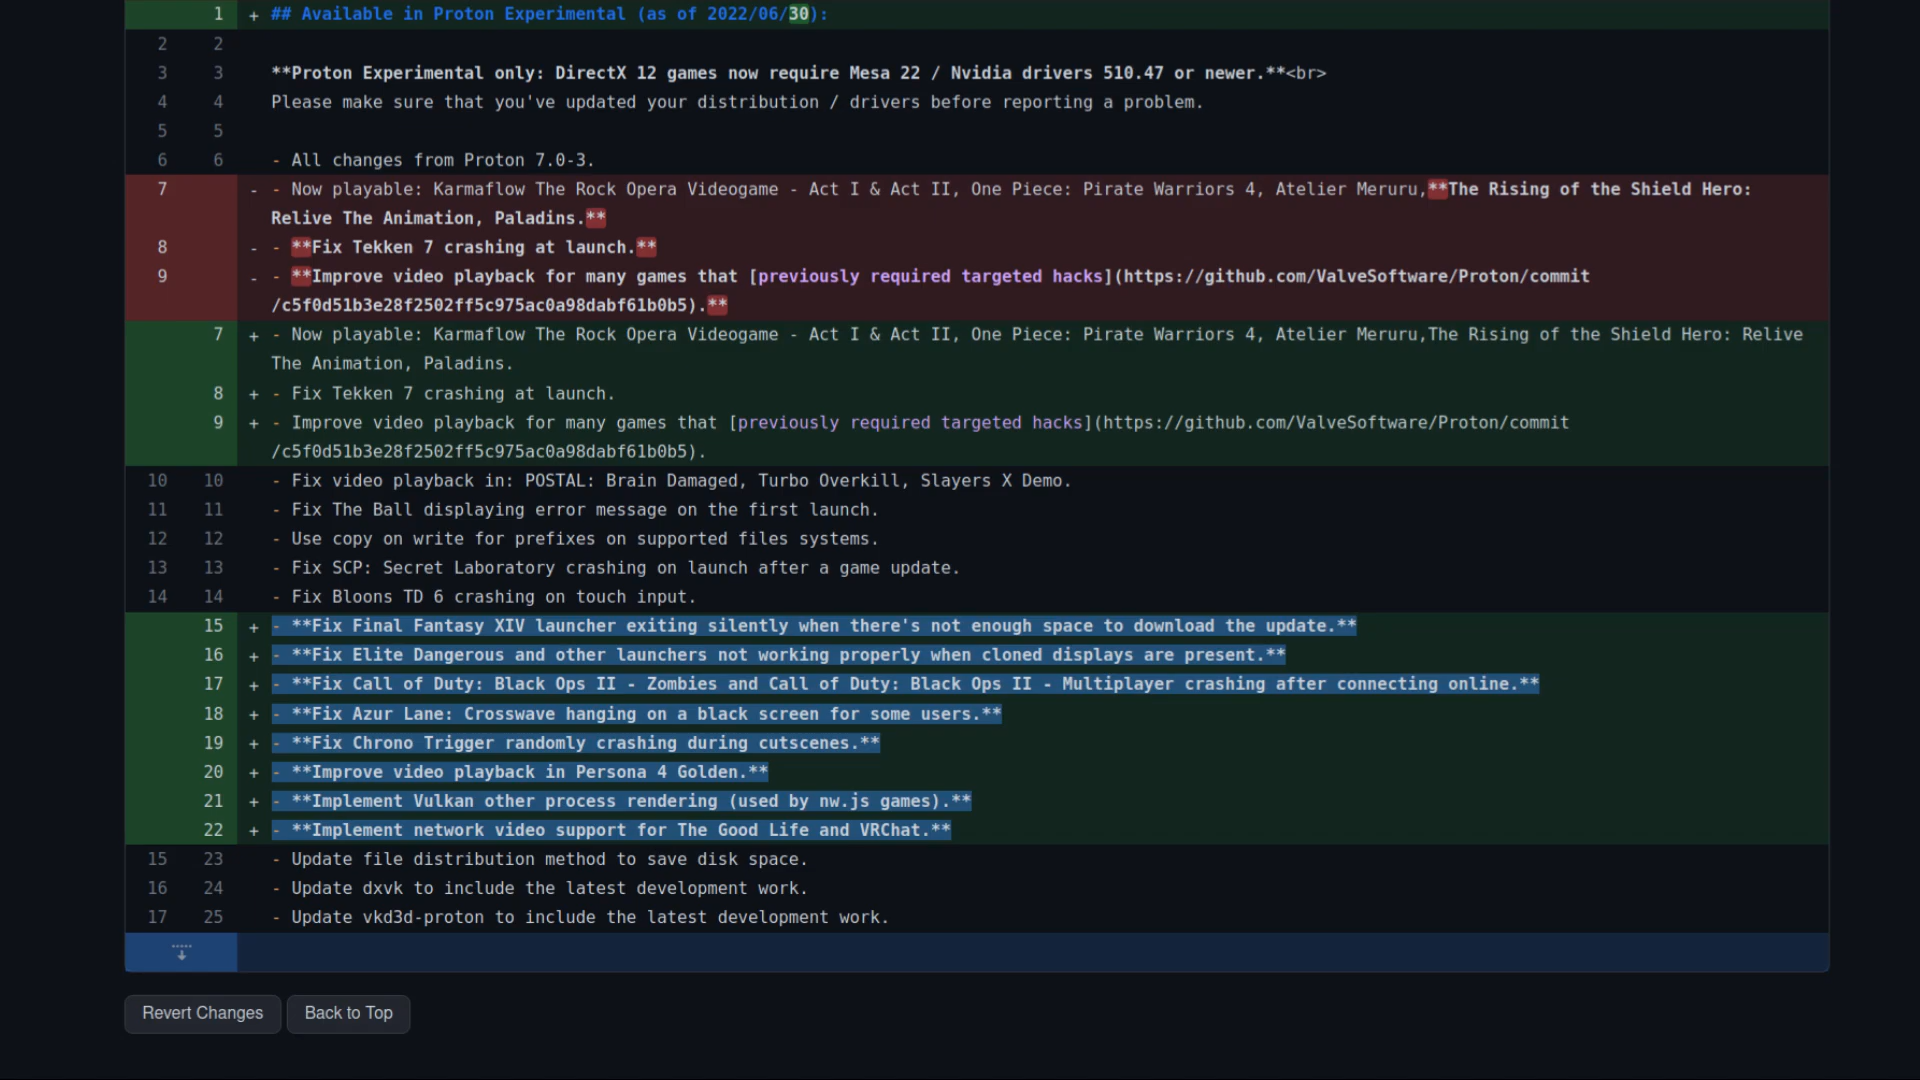 1 + ## Available in Proton Experimental (as of 2022/06/30):
2 2
3 3 **Proton Experimental only: DirectX 12 games now require Mesa 22 / Nvidia drivers 510.47 or newer.**<br>
4 4 Please make sure that you've updated your distribution / drivers before reporting a problem.
5 5
6 6 - All changes from Proton 7.0-3.
7 - - Now playable: Karmaflow The Rock Opera Videogame - Act I & Act II, One Piece: Pirate Warriors 4, Atelier Meruru,**The Rising of the Shield Hero:
Relive The Animation, Paladins.**
8 - - **Fix Tekken 7 crashing at launch.**
9 - - **Improve video playback for many games that [previously required targeted hacks](https://github.com/ValveSoftware/Proton/commit
/c5f0d51b3e28f2502ff5c975ac0a98dabf61b0b5).**
7 + - Now playable: Karmaflow The Rock Opera Videogame - Act I & Act II, One Piece: Pirate Warriors 4, Atelier Meruru,The Rising of the Shield Hero: Relive
The Animation, Paladins.
8 + - Fix Tekken 7 crashing at launch.
9 + - Improve video playback for many games that [previously required targeted hacks](https://github.com/ValveSoftware/Proton/commit
/c5f0d51b3e28f2502ff5c975ac0a98dabf61b0b5).
10 10 - Fix video playback in: POSTAL: Brain Damaged, Turbo Overkill, Slayers X Demo.
11 11 - Fix The Ball displaying error message on the first launch.
12 12 - Use copy on write for prefixes on supported files systems.
13 13 - Fix SCP: Secret Laboratory crashing on launch after a game update.
14 14 - Fix Bloons TD 6 crashing on touch input.
15 + - **Fix Final Fantasy XIV launcher exiting silently when there's not enough space to download the update.**
16 + - **Fix Elite Dangerous and other launchers not working properly when cloned displays are present.**
17 + - **Fix Call of Duty: Black Ops II - Zombies and Call of Duty: Black Ops II - Multiplayer crashing after connecting online.**
18 + - **Fix Azur Lane: Crosswave hanging on a black screen for some users.**
19 + - **Fix Chrono Trigger randomly crashing during cutscenes.**
20 + - **Improve video playback in Persona 4 Golden.**
21 + - **Implement Vulkan other process rendering (used by nw.js games).**
22 + - **Implement network video support for The Good Life and VRChat.**
15 23 - Update file distribution method to save disk space.
16 24 - Update dxvk to include the latest development work.
17 25 - Update vkd3d-proton to include the latest development work.
Revert Changes Back to Top